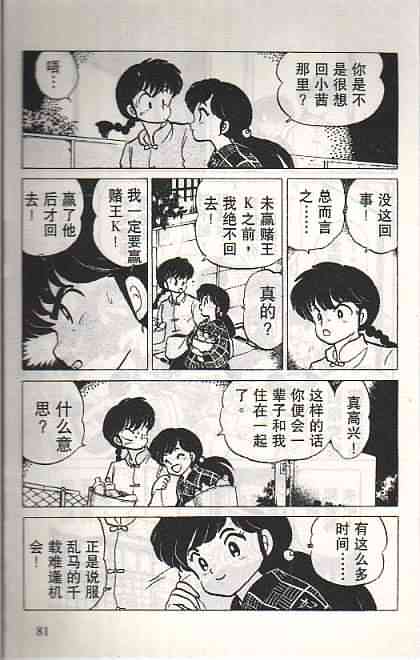 你是不
是很想
回小茜
那里？
唔…
没这回
事！
总而言
之……
未赢赌王
K之前，
我绝不回
去！
真的？
我一定要赢
赌王K！
赢了他
后才回
去！
真高兴！
这样的话
你便会一
辈子和我
住在一起
了。
什么意
思？
有这么多
时间……
正是说服
乱马的千
载难逢机
会！
81